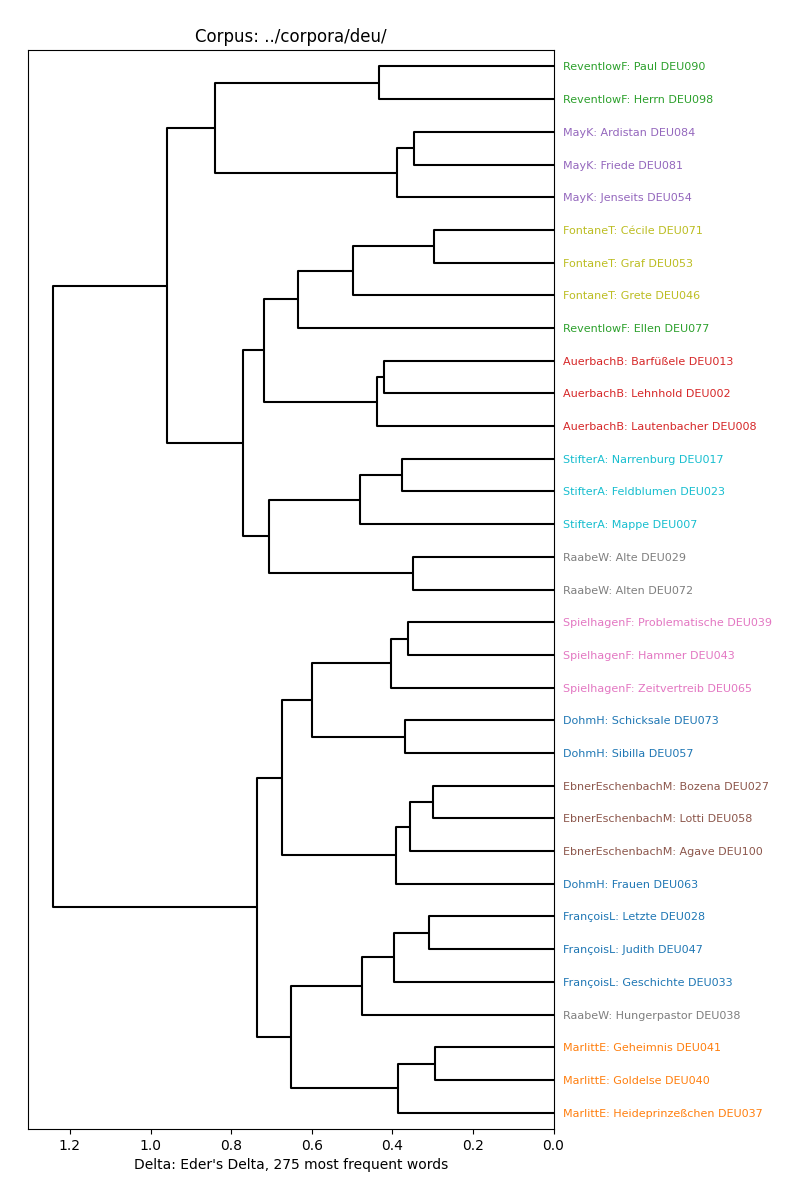 Corpus: ../corpora/deu/
ReventlowF: Paul DEU090
ReventlowF: Herrn DEU098
MayK: Ardistan DEU084
MayK: Friede DEU081
MayK: Jenseits DEU054
FontaneT: Cécile DEU071
FontaneT: Graf DEU053
FontaneT: Grete DEU046
ReventlowF: Ellen DEU077
AuerbachB: Barfüßele DEU013
AuerbachB: Lehnhold DEU002
AuerbachB: Lautenbacher DEU008
StifterA: Narrenburg DEU017
StifterA: Feldblumen DEU023
StifterA: Mappe DEU007
RaabeW: Alte DEU029
RaabeW: Alten DEU072
SpielhagenF: Problematische DEU039
SpielhagenF: Hammer DEU043
SpielhagenF: Zeitvertreib DEU065
DohmH: Schicksale DEU073
DohmH: Sibilla DEU057
EbnerEschenbachM: Bozena DEU027
EbnerEschenbachM: Lotti DEU058
EbnerEschenbachM: Agave DEU100
DohmH: Frauen DEU063
FrançoisL: Letzte DEU028
FrançoisL: Judith DEU047
FrançoisL: Geschichte DEU033
RaabeW: Hungerpastor DEU038
MarlittE: Geheimnis DEU041
MarlittE: Goldelse DEU040
MarlittE: Heideprinzeßchen DEU037
1.2 1.0 0.8 0.6 0.4 0.2 0.0
Delta: Eder's Delta, 275 most frequent words